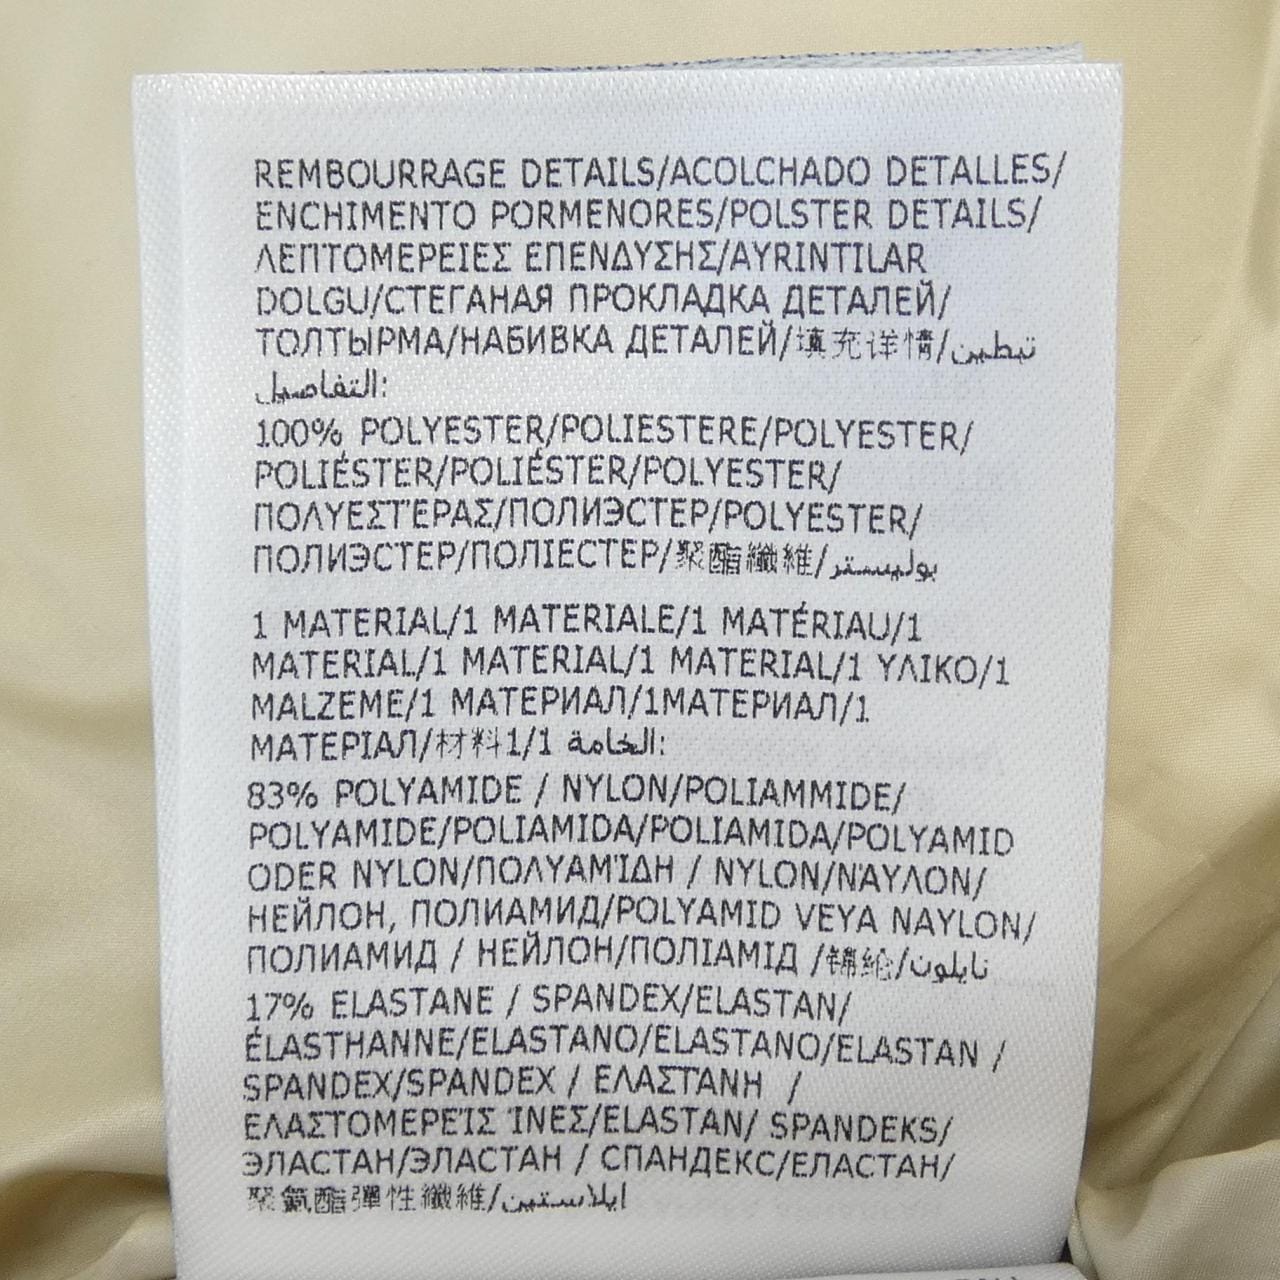 REMBOURRAGE DETAILS/ACOLCHADO DETALLES/
ENCHIMENTO PORMENORES/POLSTER DETAILS/
ΛΕΠΤΟΜΕΡΕΙΕΣ ΕΠΕΝΔΥΣΗΣ/AYRINTILAR
DOLGU/СТЕГАНАЯ ПРОКЛАДКА ДЕТАЛЕЙ/
ТОЛТЫРМА/НАБИВКА ДЕТАЛЕЙ/填充详情/تبطين
التفاصيل:
100% POLYESTER/POLIESTERE/POLYESTER/
POLIÉSTER/POLIÉSTER/POLYESTER/
ΠΟΛΥΕΣΤΈΡΑΣ/ПОЛИЭСТЕР/POLYESTER/
ПОЛИЭСТЕР/ПОЛІЕСТЕР/聚酯纖維/بوليستر
1 MATERIAL/1 MATERIALE/1 MATÉRIAU/1
MATERIAL/1 MATERIAL/1 MATERIAL/1 ΥΛΙΚΟ/1
MALZEME/1 МАТЕРИАЛ/1МАТЕРИАЛ/1
МАТЕРІАЛ/材料1/1 الخامة:
83% POLYAMIDE / NYLON/POLIAMMIDE/
POLYAMIDE/POLIAMIDA/POLIAMIDA/POLYAMID
ODER NYLON/ΠΟΛΥΑΜΊΔΗ / NYLON/ΝΆΥΛΟΝ/
НЕЙЛОН, ПОЛИАМИД/POLYAMID VEYA NAYLON/
ПОЛИАМИД / НЕЙЛОН/ПОЛІАМІД /锦纶/نايلون
17% ELASTANE / SPANDEX/ELASTAN/
ÉLASTHANNE/ELASTANO/ELASTANO/ELASTAN /
SPANDEX/SPANDEX / ΕΛΑΣΤΆΝΗ /
ΕΛΑΣΤΟΜΕΡΕΊΣ ΊΝΕΣ/ELASTAN/ SPANDEKS/
ЭЛАСТАН/ЭЛАСТАН / СПАНДЕКС/ЕЛАСТАН/
聚氨酯彈性纖維/ايلاستين